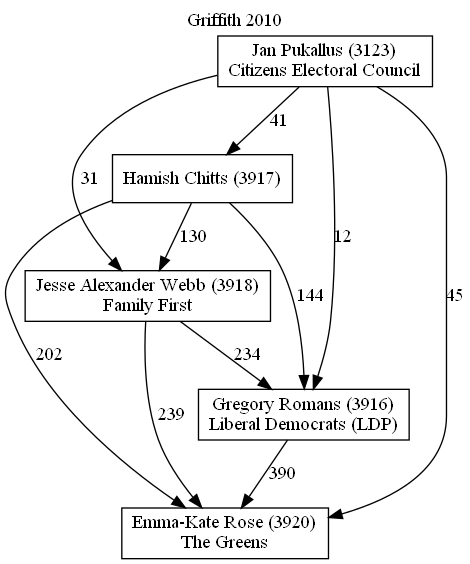 Griffith 2010
Jan Pukallus (3123)
Citizens Electoral Council
41
31
Hamish Chitts (3917)
12
130
45
Jesse Alexander Webb (3918)
Family First
144
202
234
239
Gregory Romans (3916)
Liberal Democrats (LDP)
390
Emma-Kate Rose (3920)
The Greens